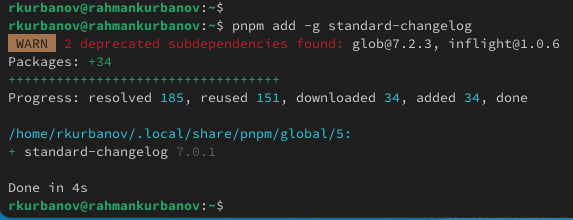 rkurbanov@rahmankurbanov:~$
rkurbanov@rahmankurbanov:~$ pnpm add -g standard-changelog
 WARN  2 deprecated subdependencies found: glob@7.2.3, inflight@1.0.6
Packages: +34
++++++++++++++++++++++++++++++++++
Progress: resolved 185, reused 151, downloaded 34, added 34, done
/home/rkurbanov/.local/share/pnpm/global/5:
+ standard-changelog 7.0.1
Done in 4s
rkurbanov@rahmankurbanov:~$